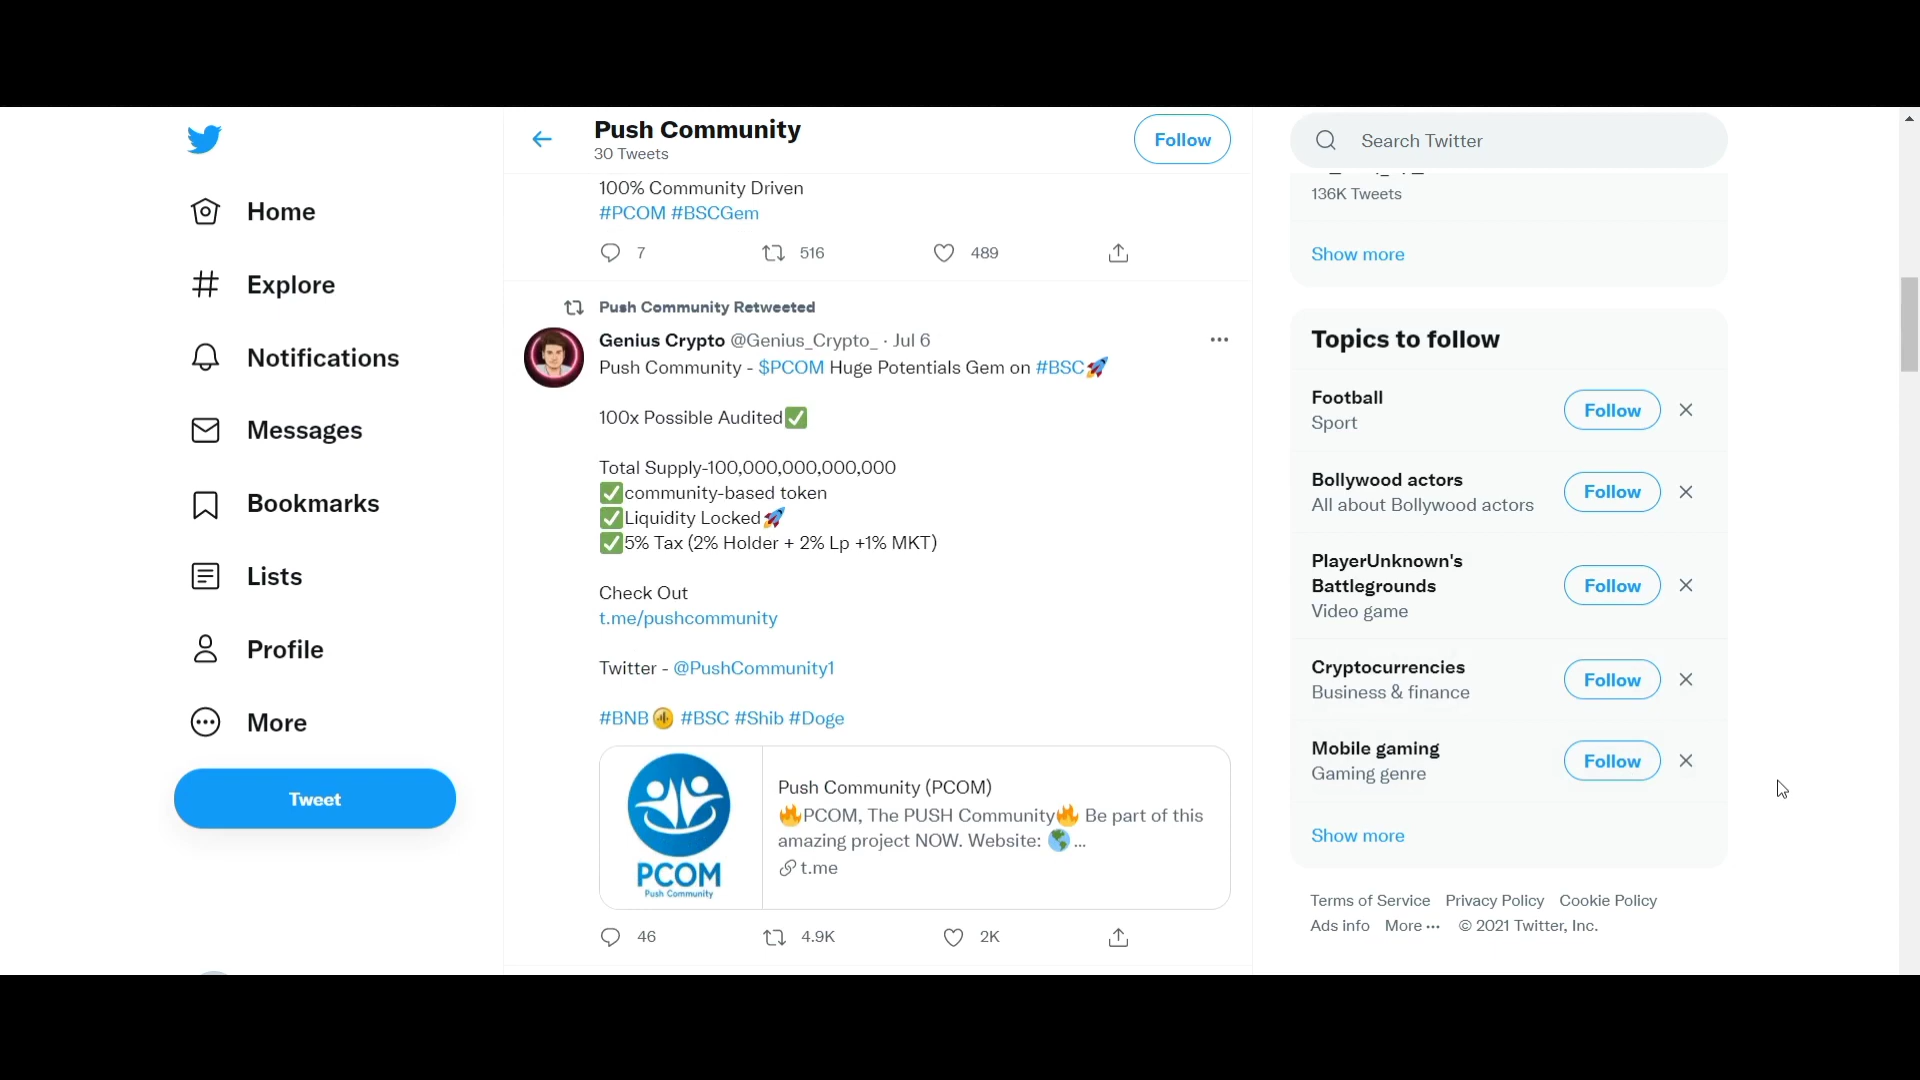 Home
Explore
Notifications
Messages
Bookmarks
Lists
Profile
More
Tweet
Push Community
30 Tweets
Follow
100% Community Driven
#PCOM #BSCGem
7
516
489
Push Community Retweeted
Genius Crypto @Genius_Crypto_ · Jul 6
Push Community - $PCOM Huge Potentials Gem on #BSC🚀
100x Possible Audited✅
Total Supply-100,000,000,000,000
✅community-based token
✅Liquidity Locked🚀
✅5% Tax (2% Holder + 2% Lp +1% MKT)
Check Out
t.me/pushcommunity
Twitter - @PushCommunity1
#BNB #BSC #Shib #Doge
PCOM
Push Community
Push Community (PCOM)
🔥PCOM, The PUSH Community🔥 Be part of this
amazing project NOW. Website: 🌎 ...
t.me
46
4.9K
2K
Search Twitter
136K Tweets
Show more
Topics to follow
Football
Sport
Follow
Bollywood actors
All about Bollywood actors
Follow
PlayerUnknown's
Battlegrounds
Video game
Follow
Cryptocurrencies
Business & finance
Follow
Mobile gaming
Gaming genre
Follow
Show more
Terms of Service Privacy Policy Cookie Policy
Ads info More ··· © 2021 Twitter, Inc.